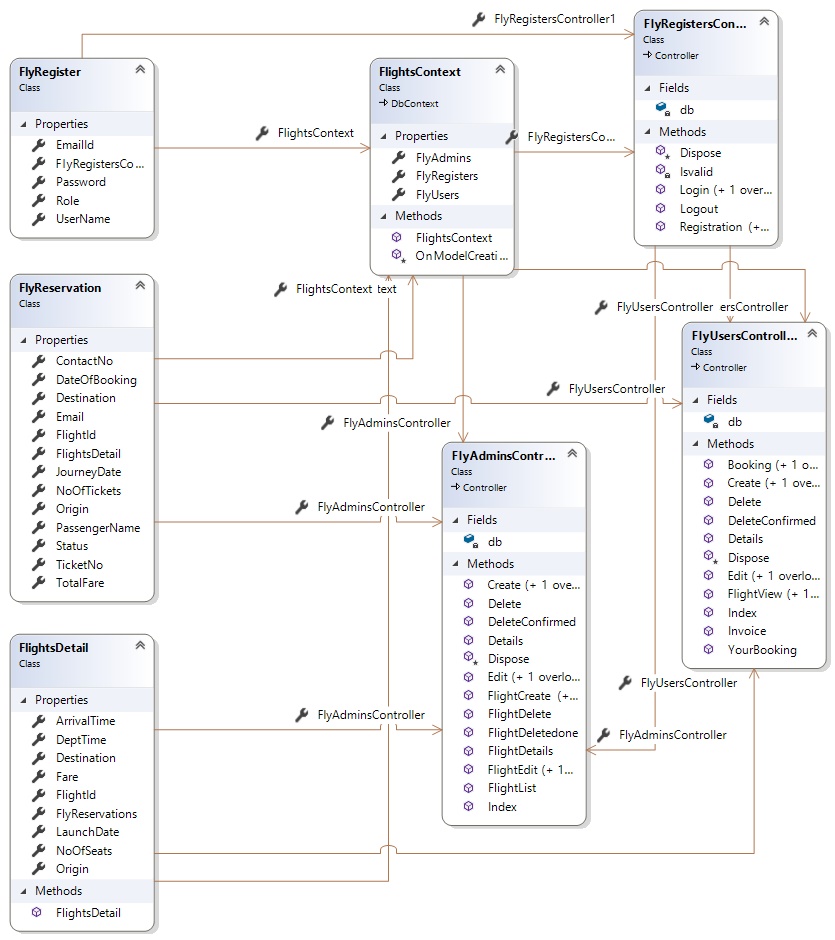 FlyRegistersController1
FlyRegister
Class
Properties
EmailId
FlyRegistersCo...
Password
Role
UserName
FlightsContext
FlightsContext
Class
DbContext
Properties
FlyAdmins
FlyRegisters
FlyUsers
Methods
FlightsContext
OnModelCreati...
FlyRegistersCo...
FlyRegistersCon...
Class
Controller
Fields
db
Methods
Dispose
Isvalid
Login (+ 1 over...
Logout
Registration (+...
FlyReservation
Class
Properties
ContactNo
DateOfBooking
Destination
Email
FlightId
FlightsDetail
JourneyDate
NoOfTickets
Origin
PassengerName
Status
TicketNo
TotalFare
FlightsContext text
FlyUsersController ersController
FlyUsersController
FlyAdminsController
FlyAdminsController
FlyUsersControll...
Class
Controller
Fields
db
Methods
Booking (+ 1 o...
Create (+ 1 ove...
Delete
DeleteConfirmed
Details
Dispose
Edit (+ 1 overlo...
FlightView (+ 1...
Index
Invoice
YourBooking
FlyAdminsContr...
Class
Controller
Fields
db
Methods
Create (+ 1 ove...
Delete
DeleteConfirmed
Details
Dispose
Edit (+ 1 overlo...
FlightCreate (+...
FlightDelete
FlightDeletedone
FlightDetails
FlightEdit (+ 1...
FlightList
Index
FlightsDetail
Class
Properties
ArrivalTime
DeptTime
Destination
Fare
FlightId
FlyReservations
LaunchDate
NoOfSeats
Origin
Methods
FlightsDetail
FlyAdminsController
FlyUsersController
FlyAdminsController